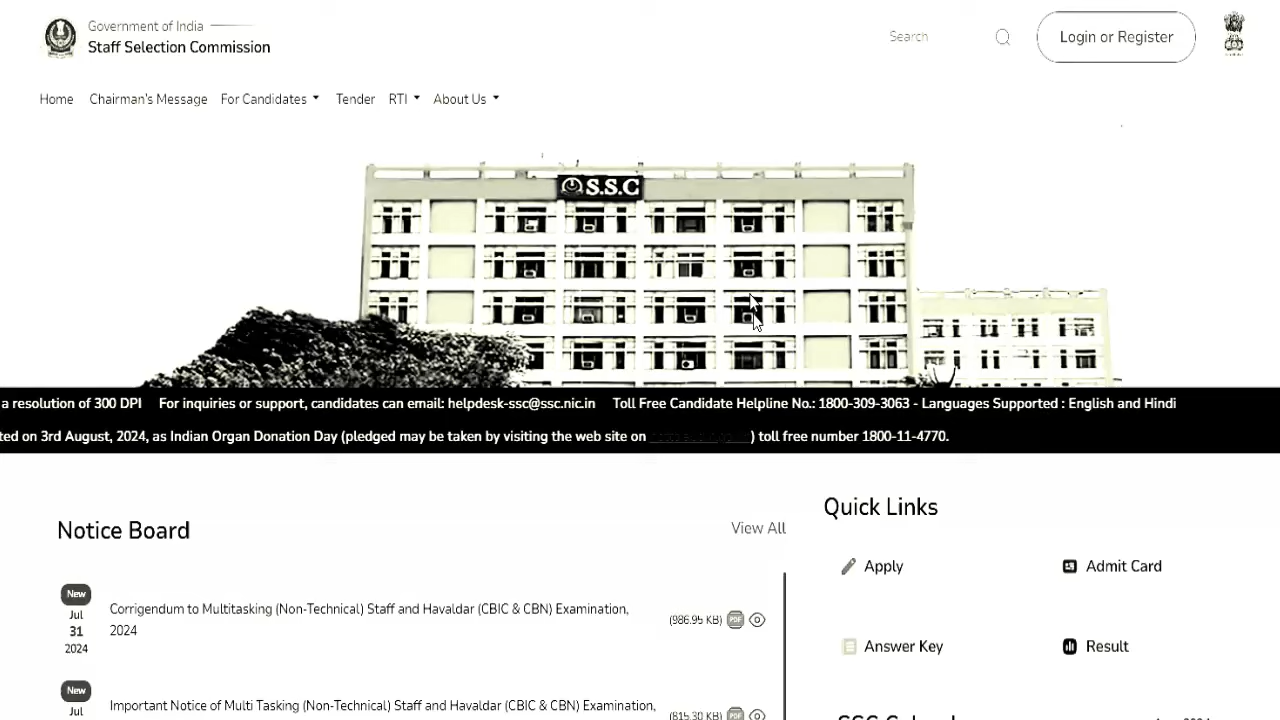 Government of India
Staff Selection Commission
Search
Login or Register
Home Chairman's Message For Candidates Tender RTI About Us
S.S.C
a resolution of 300 DPI For inquiries or support, candidates can email: helpdesk-ssc@ssc.nic.in Toll Free Candidate Helpline No.: 1800-309-3063 - Languages Supported : English and Hindi
ted on 3rd August, 2024, as Indian Organ Donation Day (pledged may be taken by visiting the web site on ) toll free number 1800-11-4770.
Notice Board
View All
New
Jul
31
2024
Corrigendum to Multitasking (Non-Technical) Staff and Havaldar (CBIC & CBN) Examination,
2024
(986.95 KB) PDF
New
Jul
Important Notice of Multi Tasking (Non-Technical) Staff and Havaldar (CBIC & CBN) Examination,
(815.30 KB) PDF
Quick Links
Apply
Admit Card
Answer Key
Result